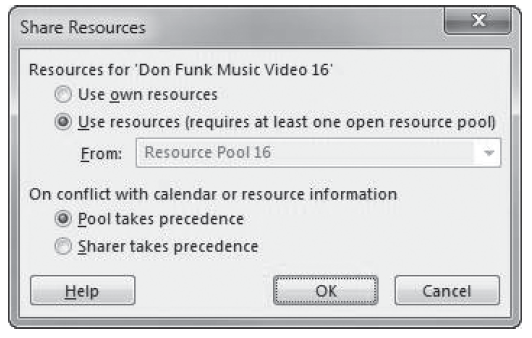 Share Resources
X
Resources for 'Don Funk Music Video 16'
Use own resources
Use resources (requires at least one open resource pool)
From: Resource Pool 16
On conflict with calendar or resource information
Pool takes precedence
Sharer takes precedence
Help OK Cancel